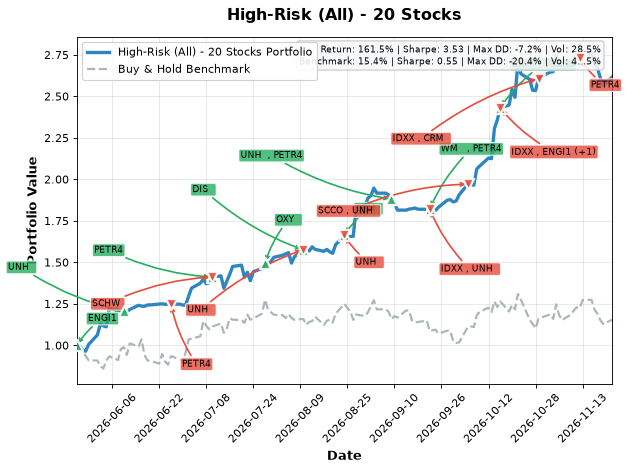 High-Risk (All) - 20 Stocks
High-Risk (All) - 20 Stocks Portfolio
Buy & Hold Benchmark
Return: 161.5% | Sharpe: 3.53 | Max DD: -7.2% | Vol: 28.5%
Benchmark: 15.4% | Sharpe: 0.55 | Max DD: -20.4% | Vol:
Portfolio Value
2.75
2.50
2.25
2.00
1.75
1.50
1.25
1.00
UNH
ENGI1
SCHW
PETR4
PETR4
UNH
DIS
UNH , PETR4
OXY
SCCO , UNH
UNH
IDXX , CRM
WM , PETR4
IDXX , UNH
IDXX , ENGI1 (+1)
PETR4
2026-06-06
2026-06-22
2026-07-08
2026-07-24
2026-08-09
2026-08-25
2026-09-10
2026-09-26
2026-10-12
2026-10-28
2026-11-13
Date